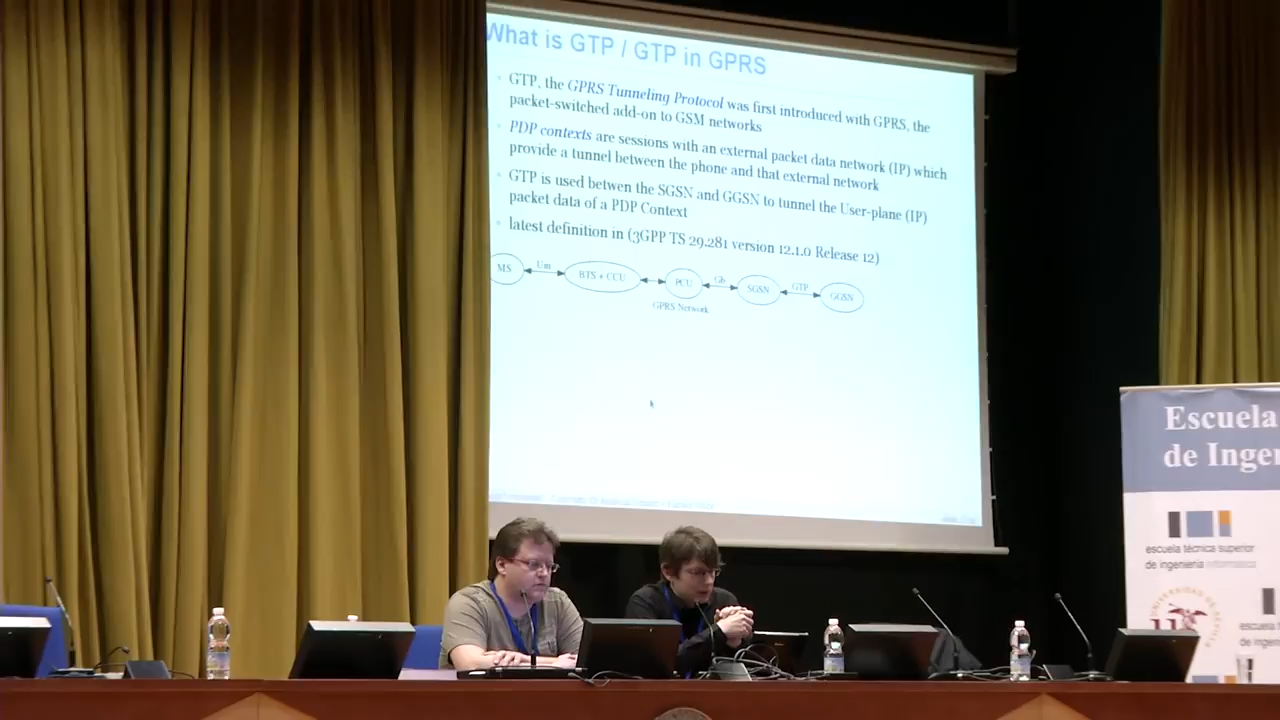 What is GTP / GTP in GPRS
GTP, the GPRS Tunneling Protocol was first introduced with GPRS, the
packet-switched add-on to GSM networks
PDP contexts are sessions with an external packet data network (IP) which
provide a tunnel between the phone and that external network
GTP is used betwen the SGSN and GGSN to tunnel the User-plane (IP)
packet data of a PDP Context
latest definition in (3GPP TS 29.281 version 12.1.0 Release 12)
MS Um BTS + CCU PCU Gb SGSN GTP GGSN
GPRS Network
Escuela
de Inge
escuela técnica superior
de ingeniería informática
escuela
de inge